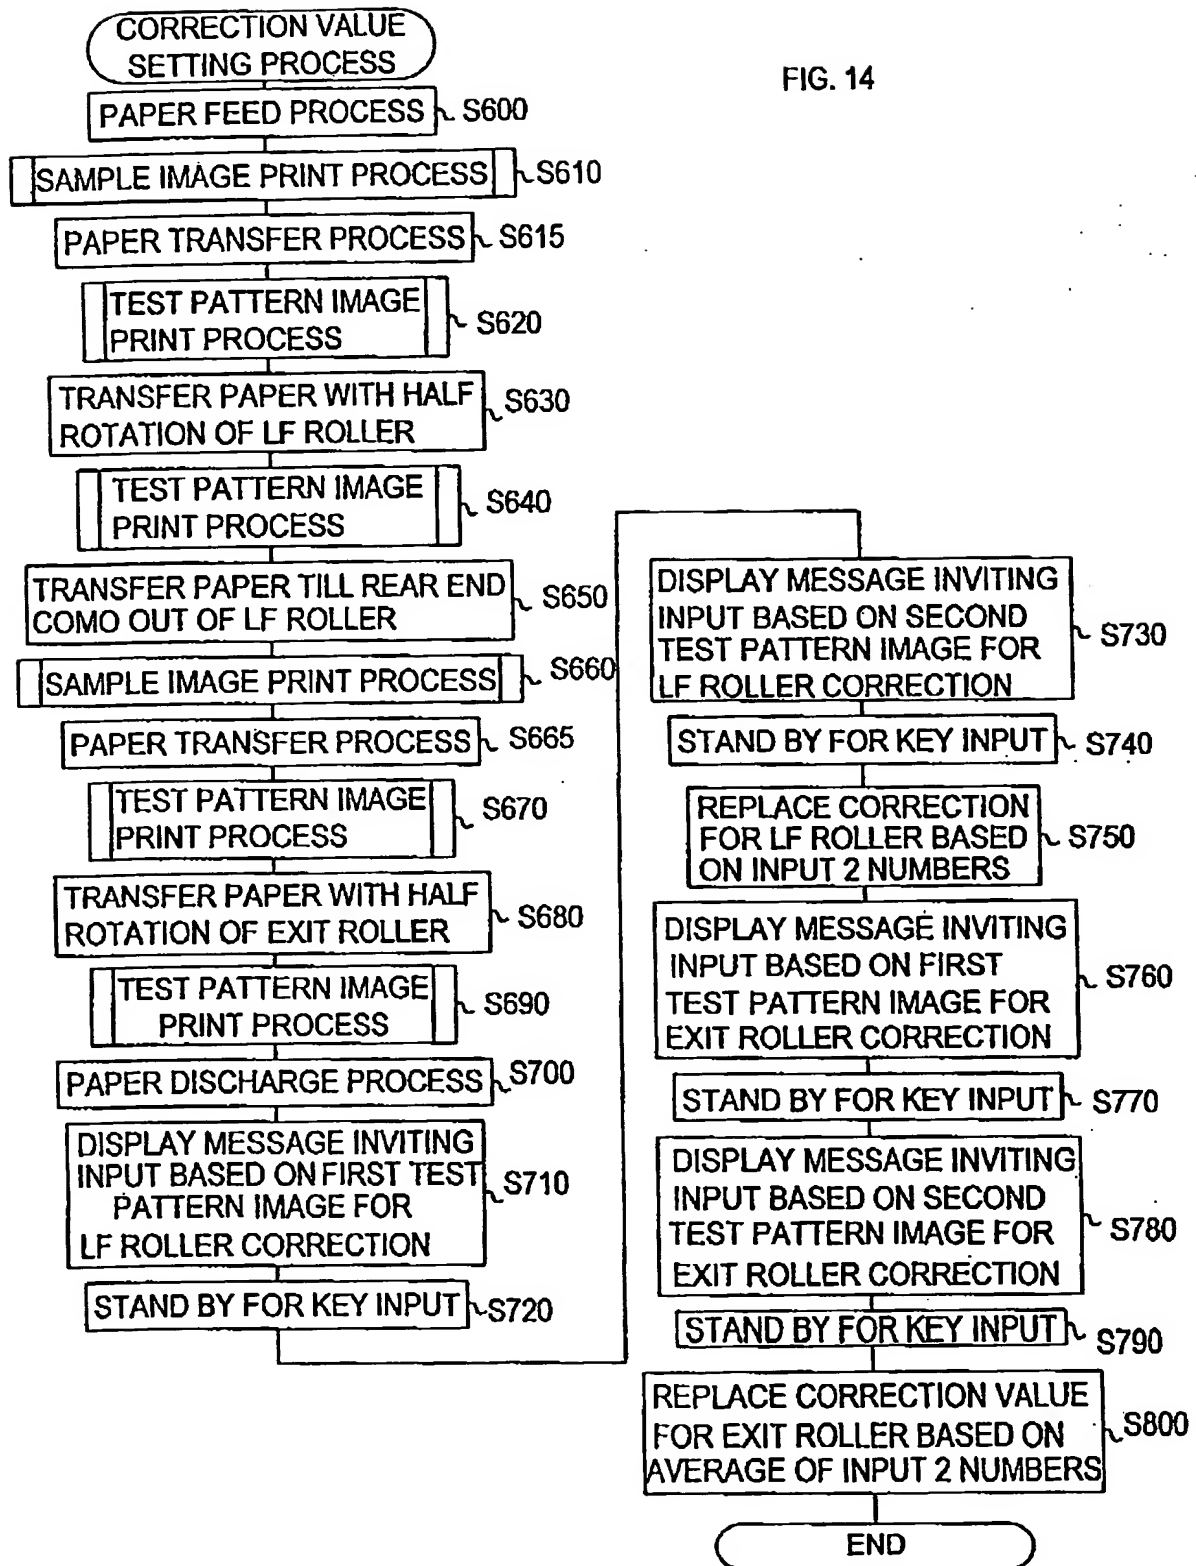 FIG. 14
CORRECTION VALUE
SETTING PROCESS
PAPER FEED PROCESS
S600
SAMPLE IMAGE PRINT PROCESS
S610
PAPER TRANSFER PROCESS
S615
TEST PATTERN IMAGE
PRINT PROCESS
S620
TRANSFER PAPER WITH HALF
ROTATION OF LF ROLLER
S630
TEST PATTERN IMAGE
PRINT PROCESS
S640
TRANSFER PAPER TILL REAR END
COMO OUT OF LF ROLLER
S650
SAMPLE IMAGE PRINT PROCESS
S660
PAPER TRANSFER PROCESS
S665
TEST PATTERN IMAGE
PRINT PROCESS
S670
TRANSFER PAPER WITH HALF
ROTATION OF EXIT ROLLER
S680
TEST PATTERN IMAGE
PRINT PROCESS
S690
PAPER DISCHARGE PROCESS
S700
DISPLAY MESSAGE INVITING
INPUT BASED ON FIRST TEST
PATTERN IMAGE FOR
LF ROLLER CORRECTION
S710
STAND BY FOR KEY INPUT
S720
DISPLAY MESSAGE INVITING
INPUT BASED ON SECOND
TEST PATTERN IMAGE FOR
LF ROLLER CORRECTION
S730
STAND BY FOR KEY INPUT
S740
REPLACE CORRECTION
FOR LF ROLLER BASED
ON INPUT 2 NUMBERS
S750
DISPLAY MESSAGE INVITING
INPUT BASED ON FIRST
TEST PATTERN IMAGE FOR
EXIT ROLLER CORRECTION
S760
STAND BY FOR KEY INPUT
S770
DISPLAY MESSAGE INVITING
INPUT BASED ON SECOND
TEST PATTERN IMAGE FOR
EXIT ROLLER CORRECTION
S780
STAND BY FOR KEY INPUT
S790
REPLACE CORRECTION VALUE
FOR EXIT ROLLER BASED ON
AVERAGE OF INPUT 2 NUMBERS
S800
END